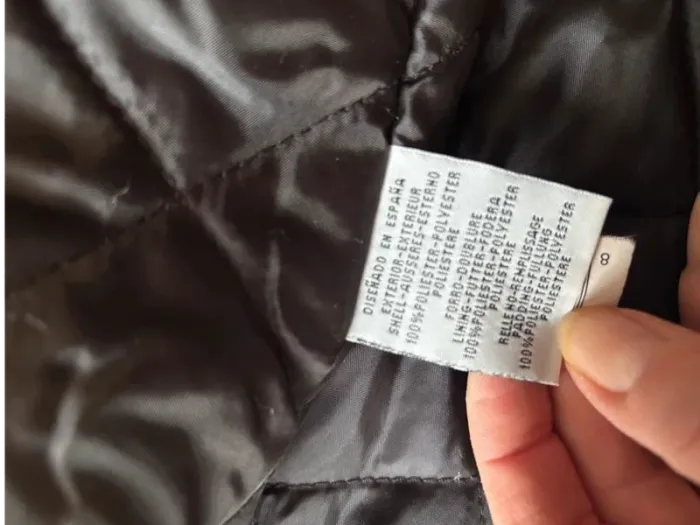 DISEÑADO EN ESPAÑA
EXTERIOR-EXTERIEUR
SHELL-AUSSERES-ESTERNO
100%POLIESTER-POLYESTER
POLIESTERE
FORRO-DOUBLURE
LINING-FUTTER-FODERA
100%POLIESTER-POLYESTER
POLIESTERE
RELLENO-REMPLISSAGE
PADDING-FULLUNG
100%POLIESTER-POLYESTER
POLIESTERE
8